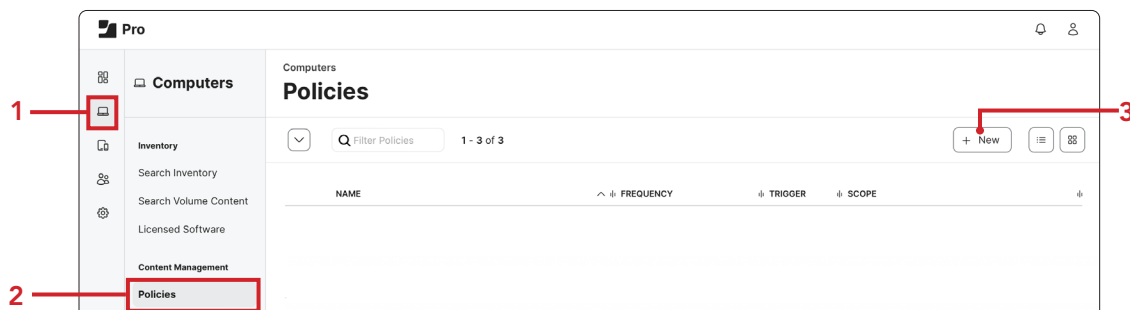 Pro
Computers
Computers
Policies
1
3
Inventory
Filter Policies
1 - 3 of 3
+ New
Search Inventory
NAME
FREQUENCY
TRIGGER
SCOPE
Search Volume Content
Licensed Software
Content Management
2
Policies